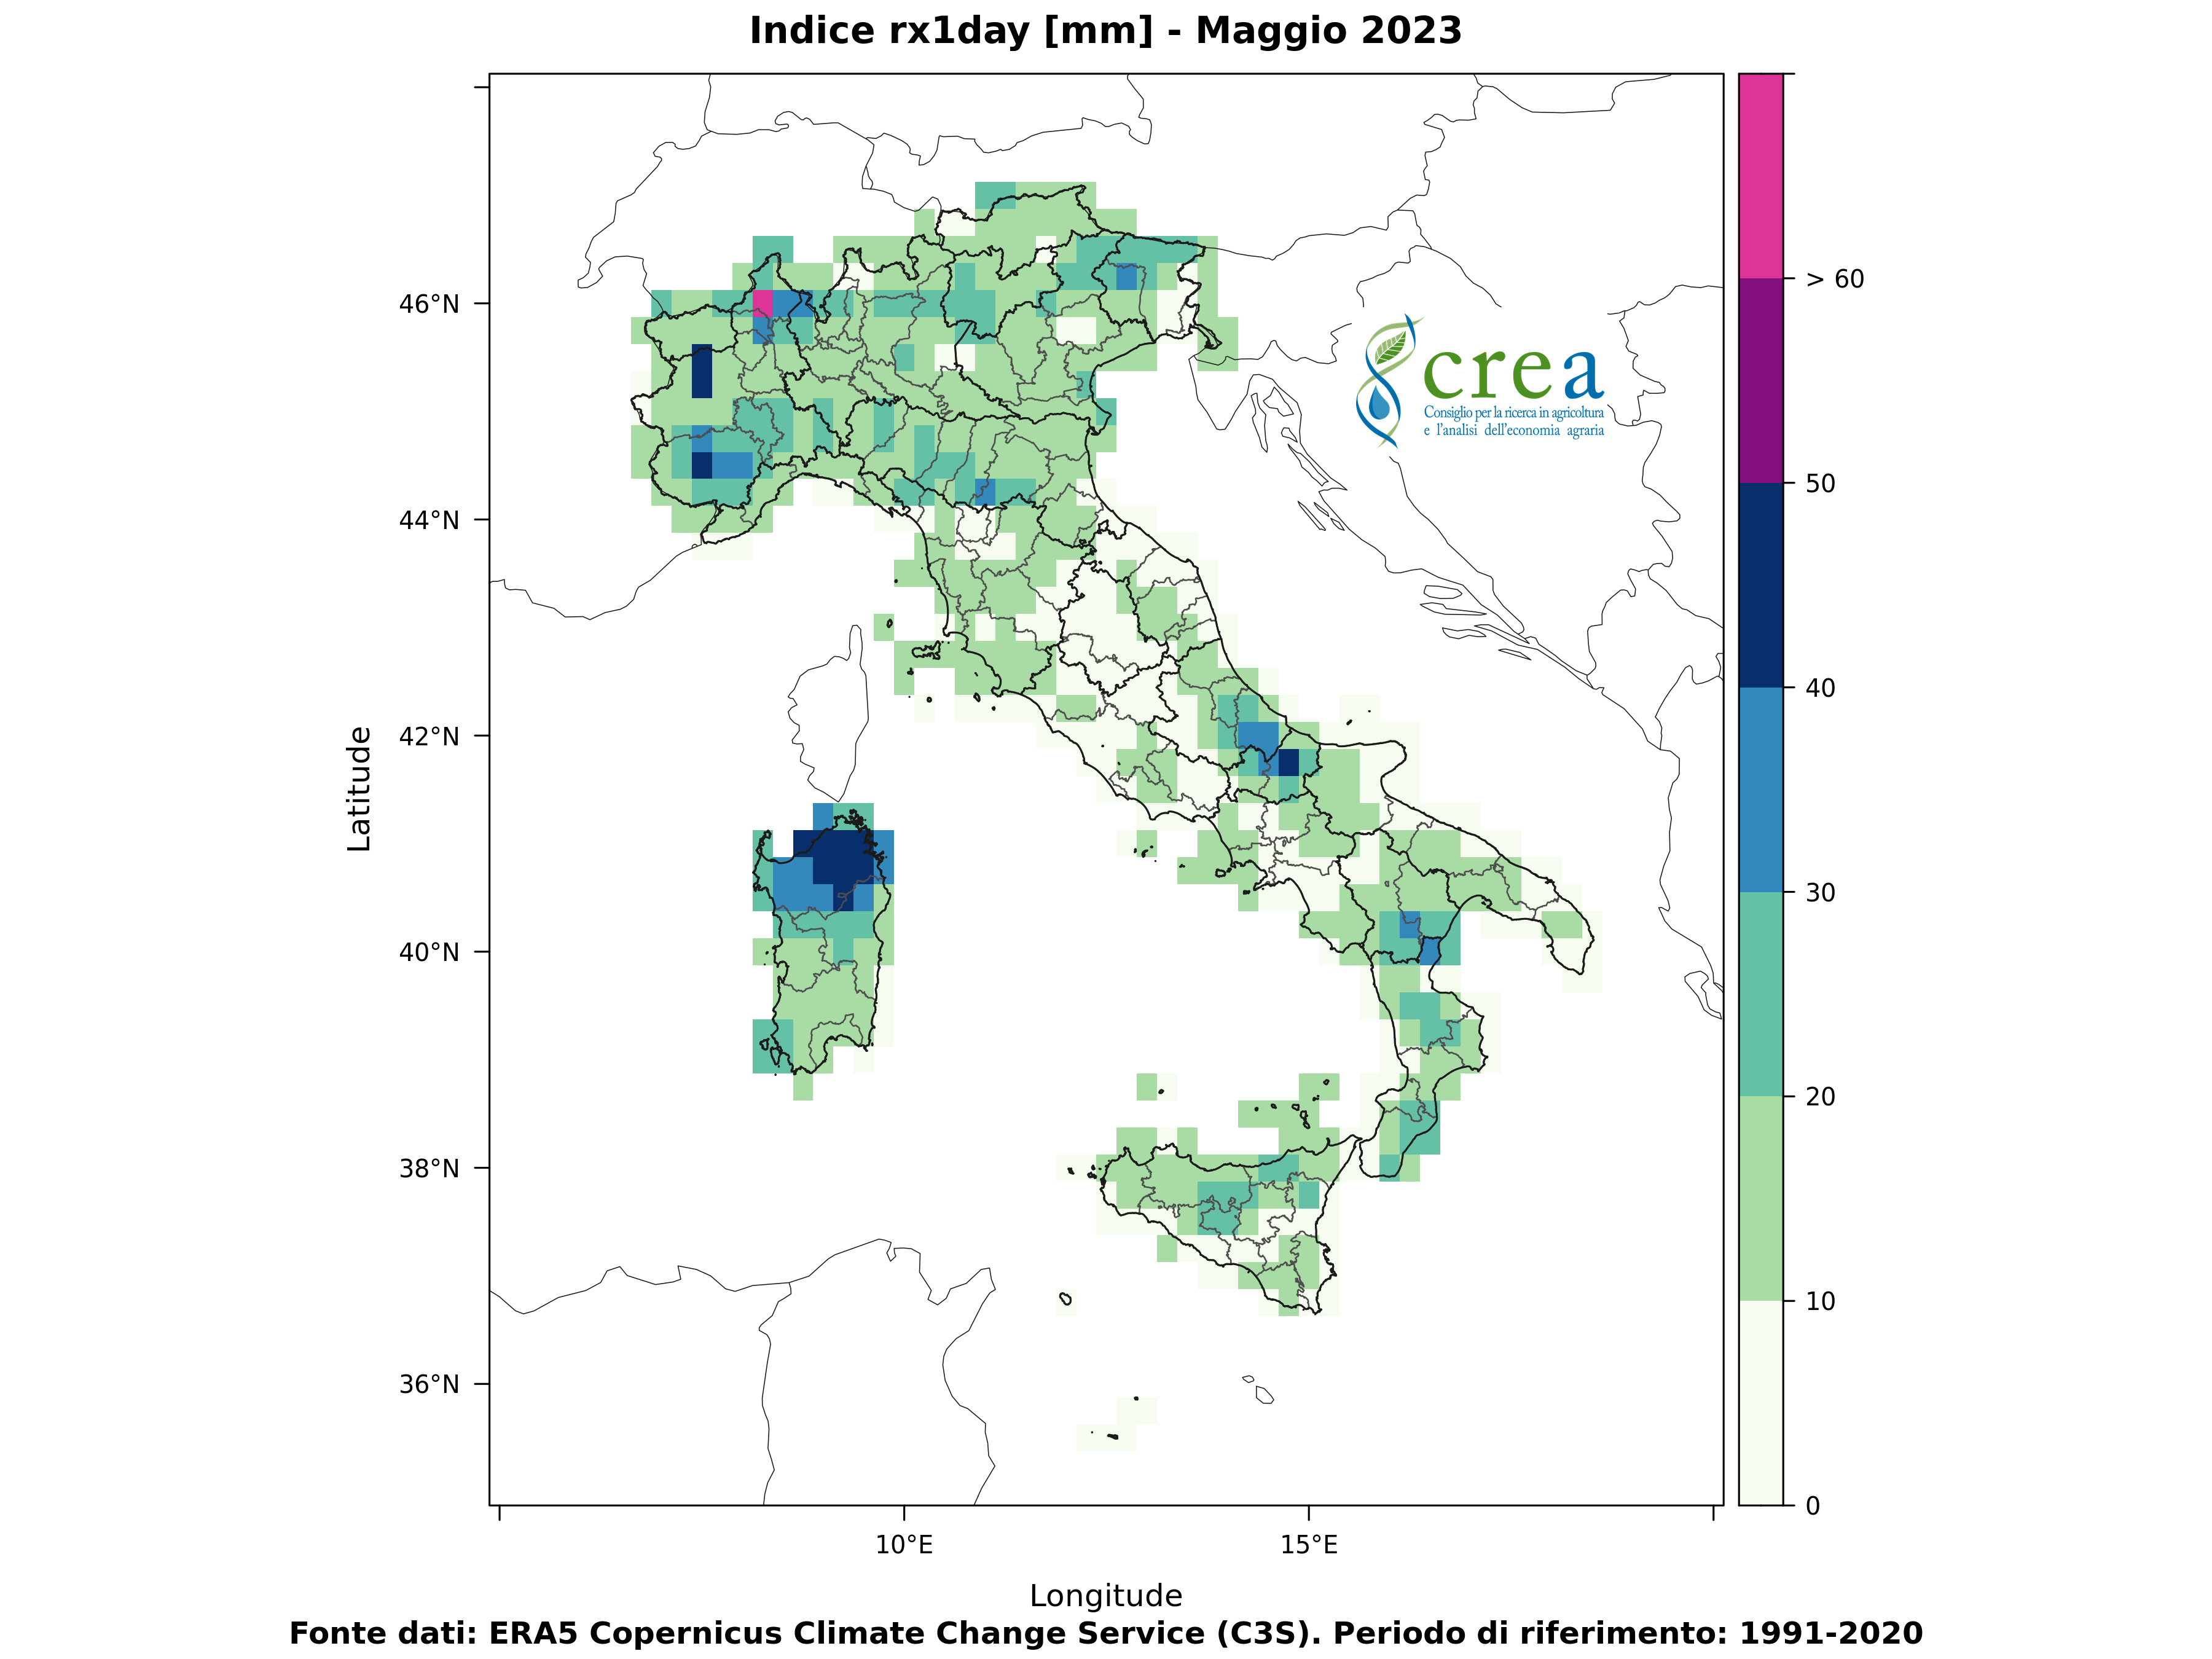 Indice rx1day [mm] - Maggio 2023
> 60
50
40
30
20
10
0
46°N
44°N
42°N
40°N
38°N
36°N
Latitude
crea
Consiglio per la ricerca in agricoltura
e l'analisi dell'economia agraria
10°E
15°E
Longitude
Fonte dati: ERA5 Copernicus Climate Change Service (C3S). Periodo di riferimento: 1991-2020